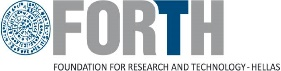 FORTH
FOUNDATION FOR RESEARCH AND TECHNOLOGY - HELLAS